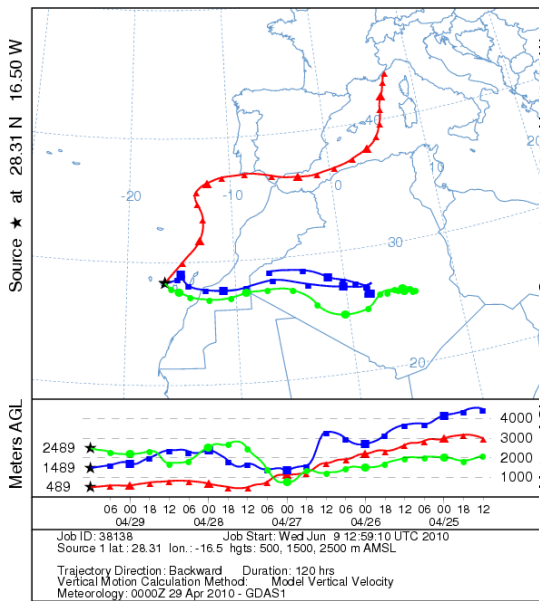 Source ★ at 28.31 N 16.50 W
-20
-10
0
40
30
20
20
Meters AGL
2489
1489
489
4000
3000
2000
1000
06 00 18 12 06 00 18 12 06 00 18 12 06 00 18 12 06 00 18 12
04/29 04/28 04/27 04/26 04/25
Job ID: 38138 Job Start: Wed Jun 9 12:59:10 UTC 2010
Source 1 lat.: 28.31 lon.: -16.5 hgts: 500, 1500, 2500 m AMSL
Trajectory Direction: Backward Duration: 120 hrs
Vertical Motion Calculation Method: Model Vertical Velocity
Meteorology: 0000Z 29 Apr 2010 - GDAS1